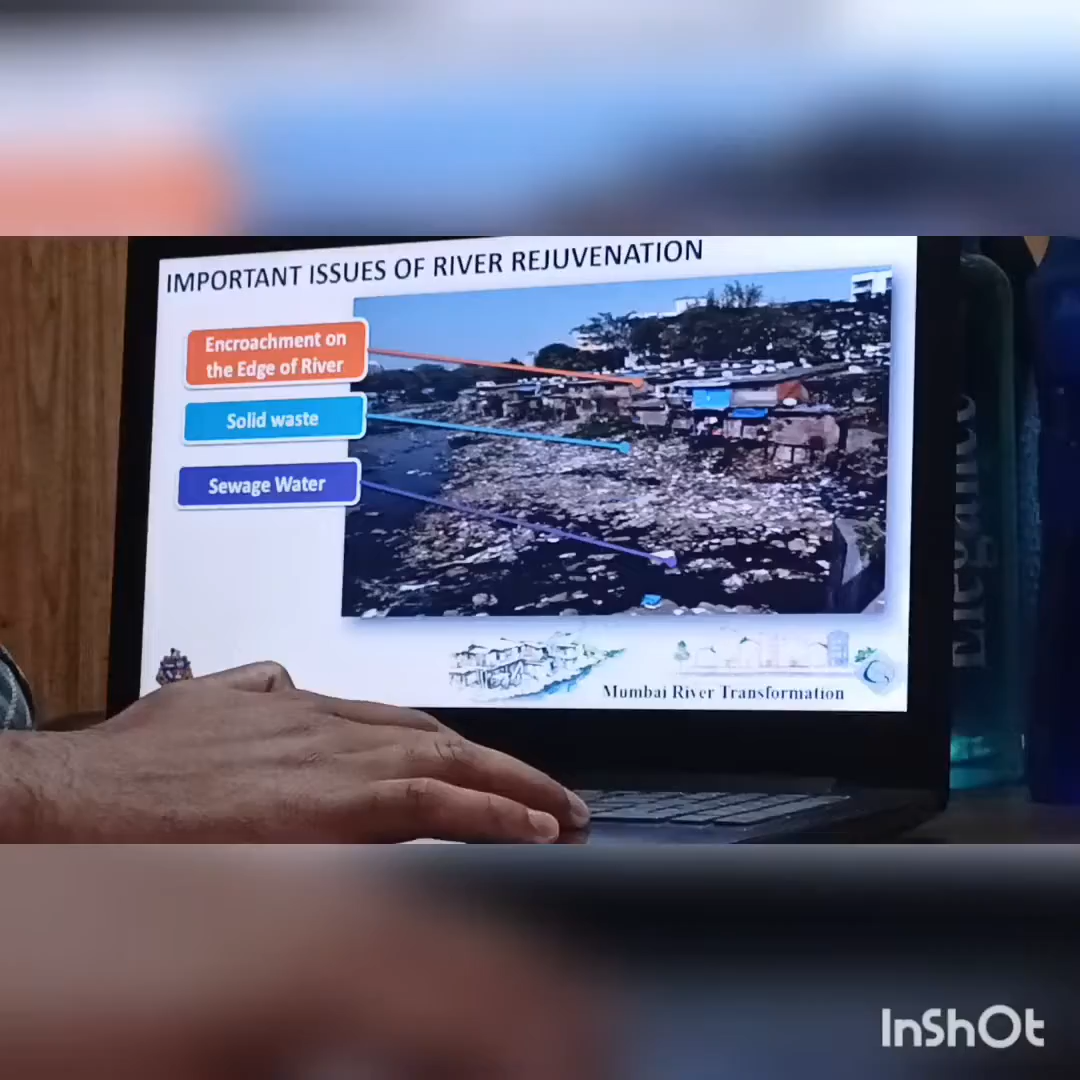 IMPORTANT ISSUES OF RIVER REJUVENATION
Encroachment on
the Edge of River
Solid waste
Sewage Water
Mumbai River Transformation
Elegance
InShOt